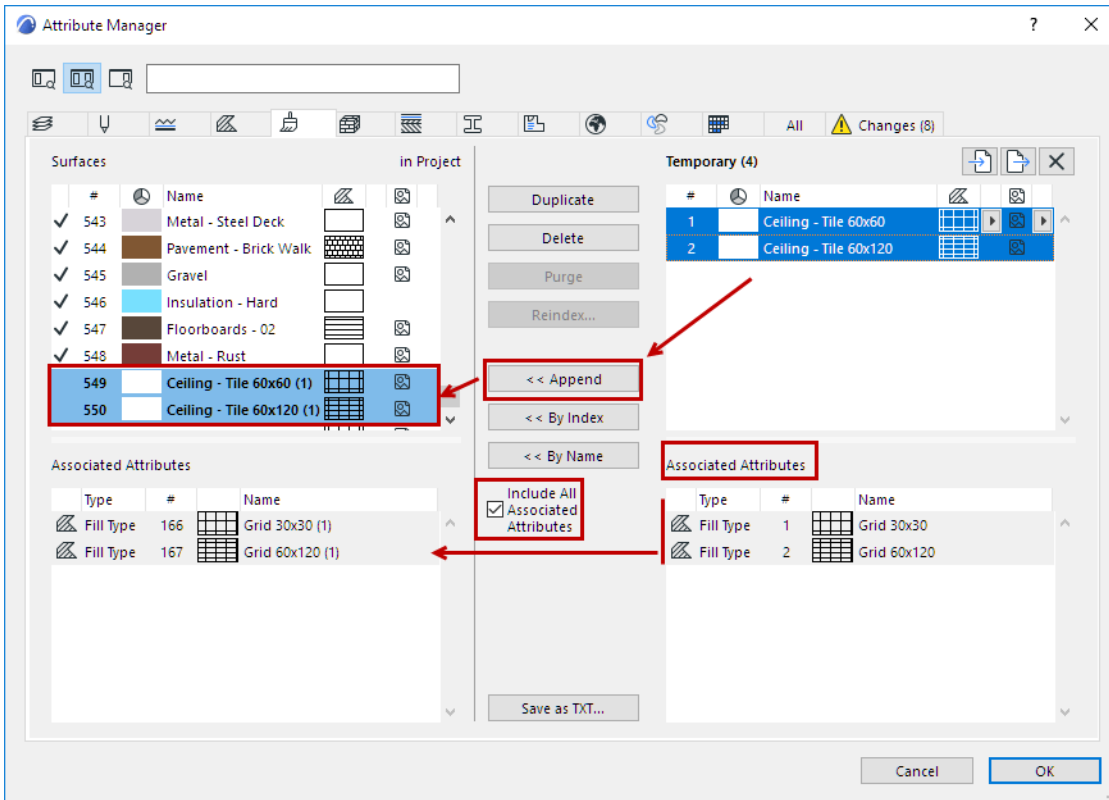 Attribute Manager
?
All
Changes (8)
Surfaces
in Project
# Name
543 Metal - Steel Deck
544 Pavement - Brick Walk
545 Gravel
546 Insulation - Hard
547 Floorboards - 02
548 Metal - Rust
549 Ceiling - Tile 60x60 (1)
550 Ceiling - Tile 60x120 (1)
Associated Attributes
Type # Name
Fill Type 166 Grid 30x30 (1)
Fill Type 167 Grid 60x120 (1)
Duplicate
Delete
Purge
Reindex...
<< Append
<< By Index
<< By Name
Include All
Associated
Attributes
Save as TXT...
Temporary (4)
# Name
1 Ceiling - Tile 60x60
2 Ceiling - Tile 60x120
Associated Attributes
Type # Name
Fill Type 1 Grid 30x30
Fill Type 2 Grid 60x120
Cancel
OK